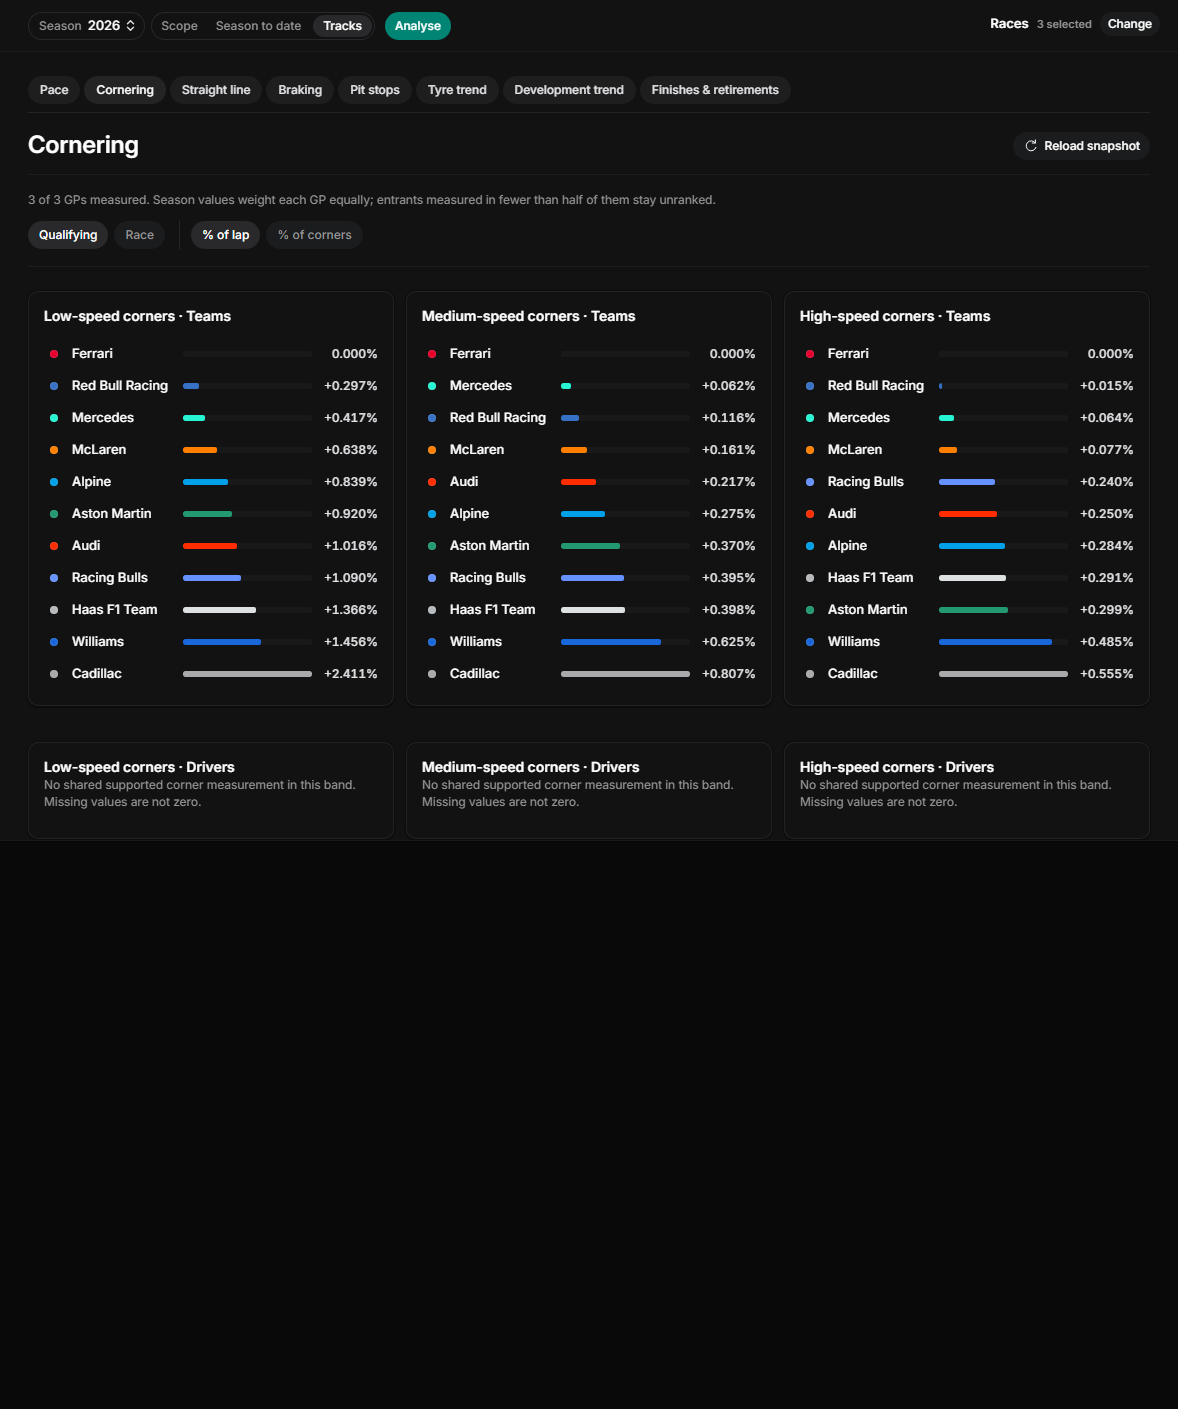 Season 2026 Scope Season to date Tracks Analyse Races 3 selected Change
Pace Cornering Straight line Braking Pit stops Tyre trend Development trend Finishes & retirements
Cornering Reload snapshot
3 of 3 GPs measured. Season values weight each GP equally; entrants measured in fewer than half of them stay unranked.
Qualifying Race % of lap % of corners
Low-speed corners · Teams
Ferrari 0.000%
Red Bull Racing +0.297%
Mercedes +0.417%
McLaren +0.638%
Alpine +0.839%
Aston Martin +0.920%
Audi +1.016%
Racing Bulls +1.090%
Haas F1 Team +1.366%
Williams +1.456%
Cadillac +2.411%
Medium-speed corners · Teams
Ferrari 0.000%
Mercedes +0.062%
Red Bull Racing +0.116%
McLaren +0.161%
Audi +0.217%
Alpine +0.275%
Aston Martin +0.370%
Racing Bulls +0.395%
Haas F1 Team +0.398%
Williams +0.625%
Cadillac +0.807%
High-speed corners · Teams
Ferrari 0.000%
Red Bull Racing +0.015%
Mercedes +0.064%
McLaren +0.077%
Racing Bulls +0.240%
Audi +0.250%
Alpine +0.284%
Haas F1 Team +0.291%
Aston Martin +0.299%
Williams +0.485%
Cadillac +0.555%
Low-speed corners · Drivers
No shared supported corner measurement in this band.
Missing values are not zero.
Medium-speed corners · Drivers
No shared supported corner measurement in this band.
Missing values are not zero.
High-speed corners · Drivers
No shared supported corner measurement in this band.
Missing values are not zero.